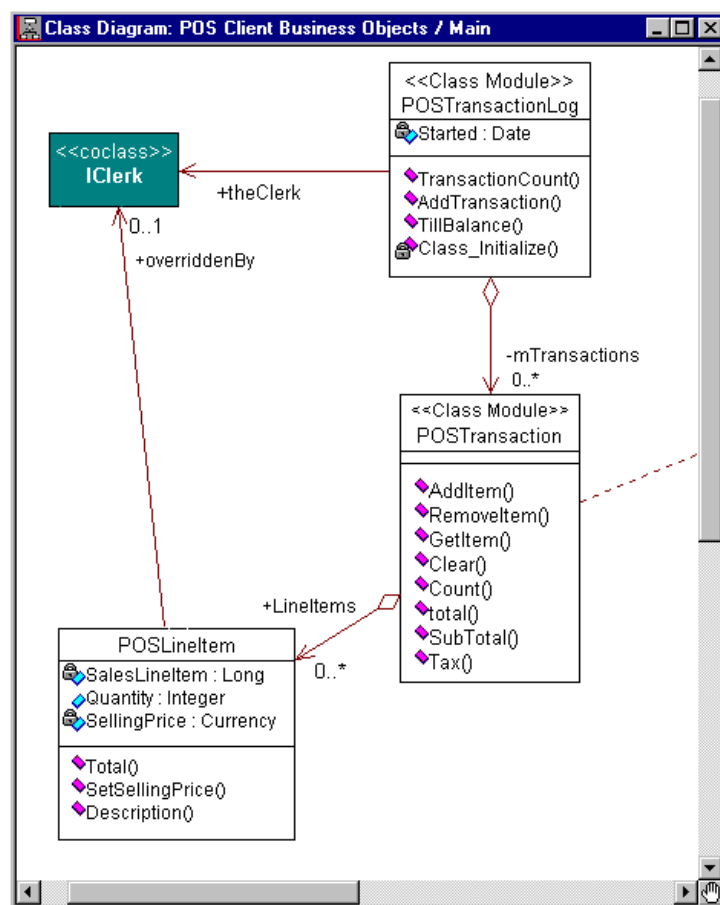 Class Diagram: POS Client Business Objects / Main
<<Class Module>>
POSTransactionLog
Started : Date
TransactionCount()
AddTransaction()
TillBalance()
Class_Initialize()
<<coclass>>
IClerk
+theClerk
0..1
+overriddenBy
-mTransactions
0..*
<<Class Module>>
POSTransaction
AddItem()
RemoveItem()
GetItem()
Clear()
Count()
total()
SubTotal()
Tax()
+LineItems
0..*
POSLineItem
SalesLineItem : Long
Quantity : Integer
SellingPrice : Currency
Total()
SetSellingPrice()
Description()